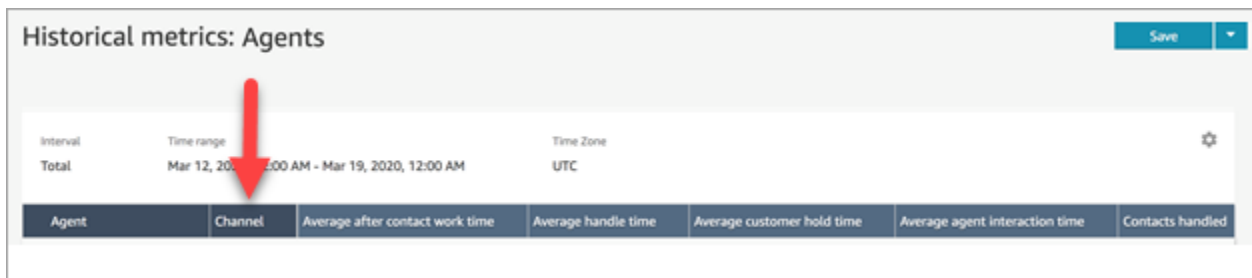 Historical metrics: Agents
Save
Interval Time range Time Zone
Total Mar 12, 20 :00 AM - Mar 19, 2020, 12:00 AM UTC
Agent Channel Average after contact work time Average handle time Average customer hold time Average agent interaction time Contacts handled